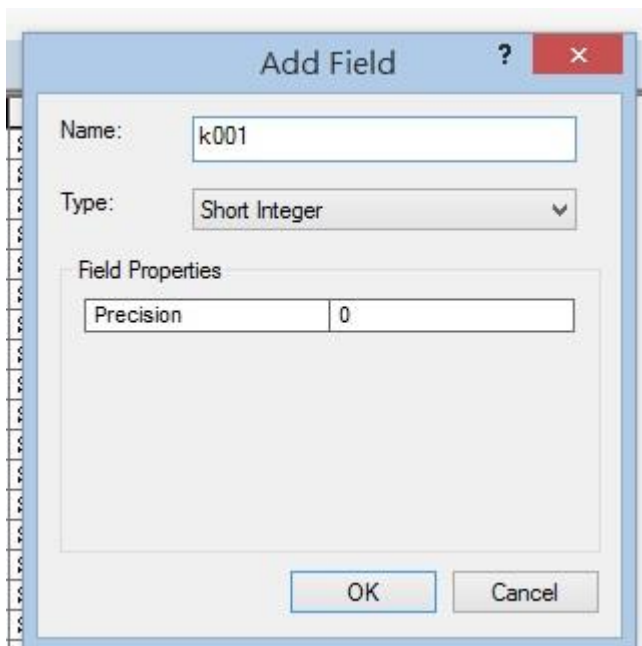 Add Field
?
Name: k001
Type: Short Integer
Field Properties
Precision 0
OK Cancel